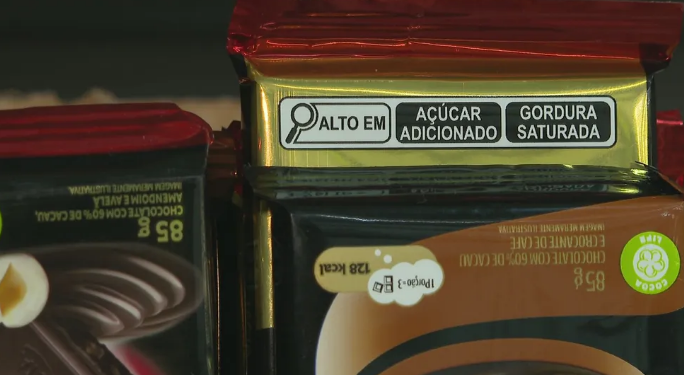 ALTO EM
AÇÚCAR
ADICIONADO
GORDURA
SATURADA
85
g
CHOCOLATE COM 60% DE CACAU,
AMENDOIM E AVELÃ
IMAGEM MERAMENTE ILUSTRATIVA
85g
CHOCOLATE COM 60% DE CACAU
E CROCANTE DE CAFÉ
IMAGEM MERAMENTE ILUSTRATIVA
1 Porção = 3
128 kcal
COCOA
LIFE